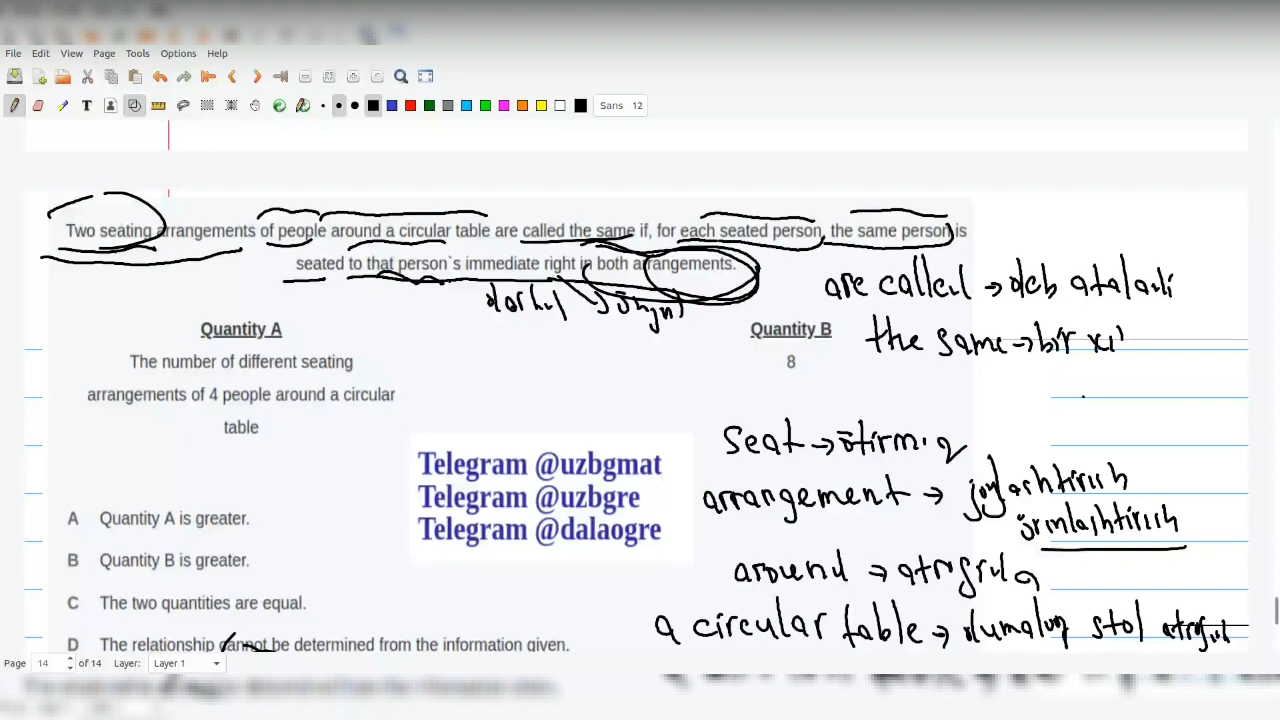 File Edit View Page Tools Options Help
T Sans 12
Two seating arrangements of people around a circular table are called the same if, for each seated person, the same person is
seated to that person`s immediate right in both arrangements.
are called → deb ataladi
the same → bir xil
Quantity A
Quantity B
The number of different seating
8
arrangements of 4 people around a circular
table
seat → o̅tirmoq
arrangement → joylashtirish
o̅rnlashtirish
Telegram @uzbgmat
Telegram @uzbgre
Telegram @dalaogre
A Quantity A is greater.
B Quantity B is greater.
C The two quantities are equal.
D The relationship cannot be determined from the information given.
around → atrofida
a circular table → dumaloq stol
Page 14 of 14 Layer: Layer 1